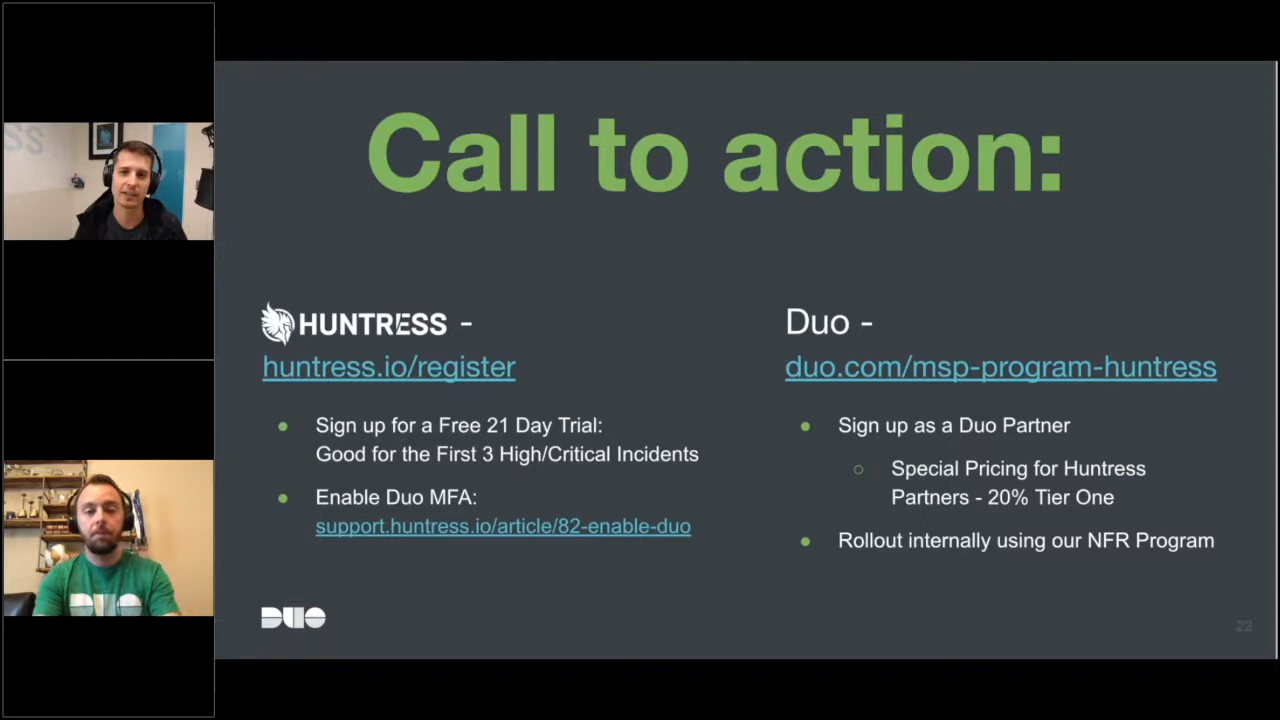 Call to action:
HUNTRESS -
huntress.io/register
Sign up for a Free 21 Day Trial:
Good for the First 3 High/Critical Incidents
Enable Duo MFA:
support.huntress.io/article/82-enable-duo
Duo -
duo.com/msp-program-huntress
Sign up as a Duo Partner
Special Pricing for Huntress
Partners - 20% Tier One
Rollout internally using our NFR Program
DUO
22
ESS
DUO